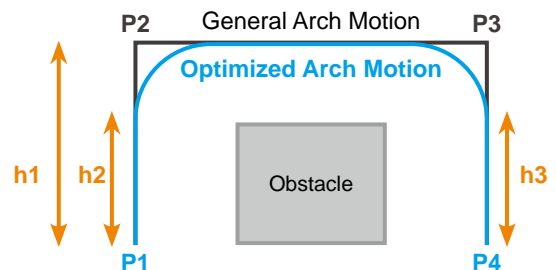 P2 General Arch Motion P3
Optimized Arch Motion
h1 h2 Obstacle h3
P1 P4